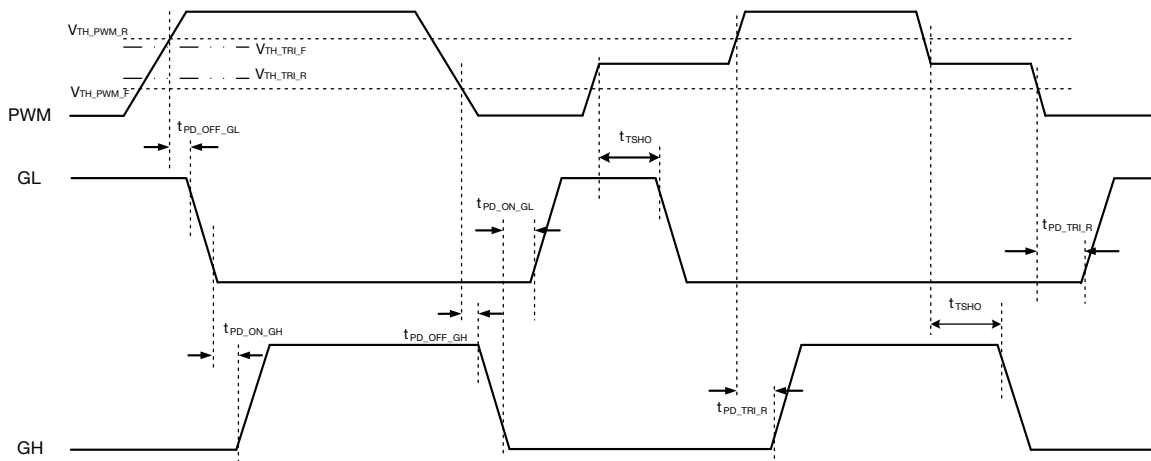 VTH_PWM_R
VTH_TRI_F
VTH_TRI_R
VTH_PWM_F
PWM
tPD_OFF_GL
tTSHO
GL
tPD_ON_GL
tPD_TRI_R
tTSHO
tPD_ON_GH
tPD_OFF_GH
tPD_TRI_R
GH